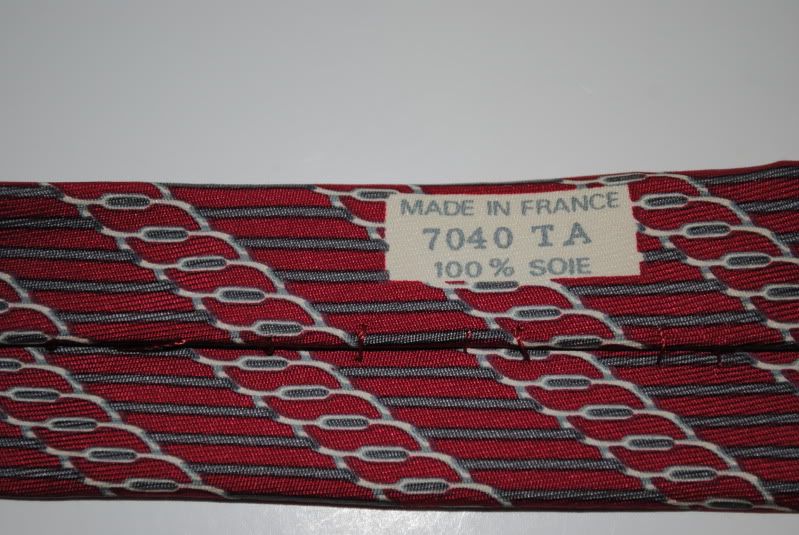 MADE IN FRANCE
7040 TA
100% SOIE